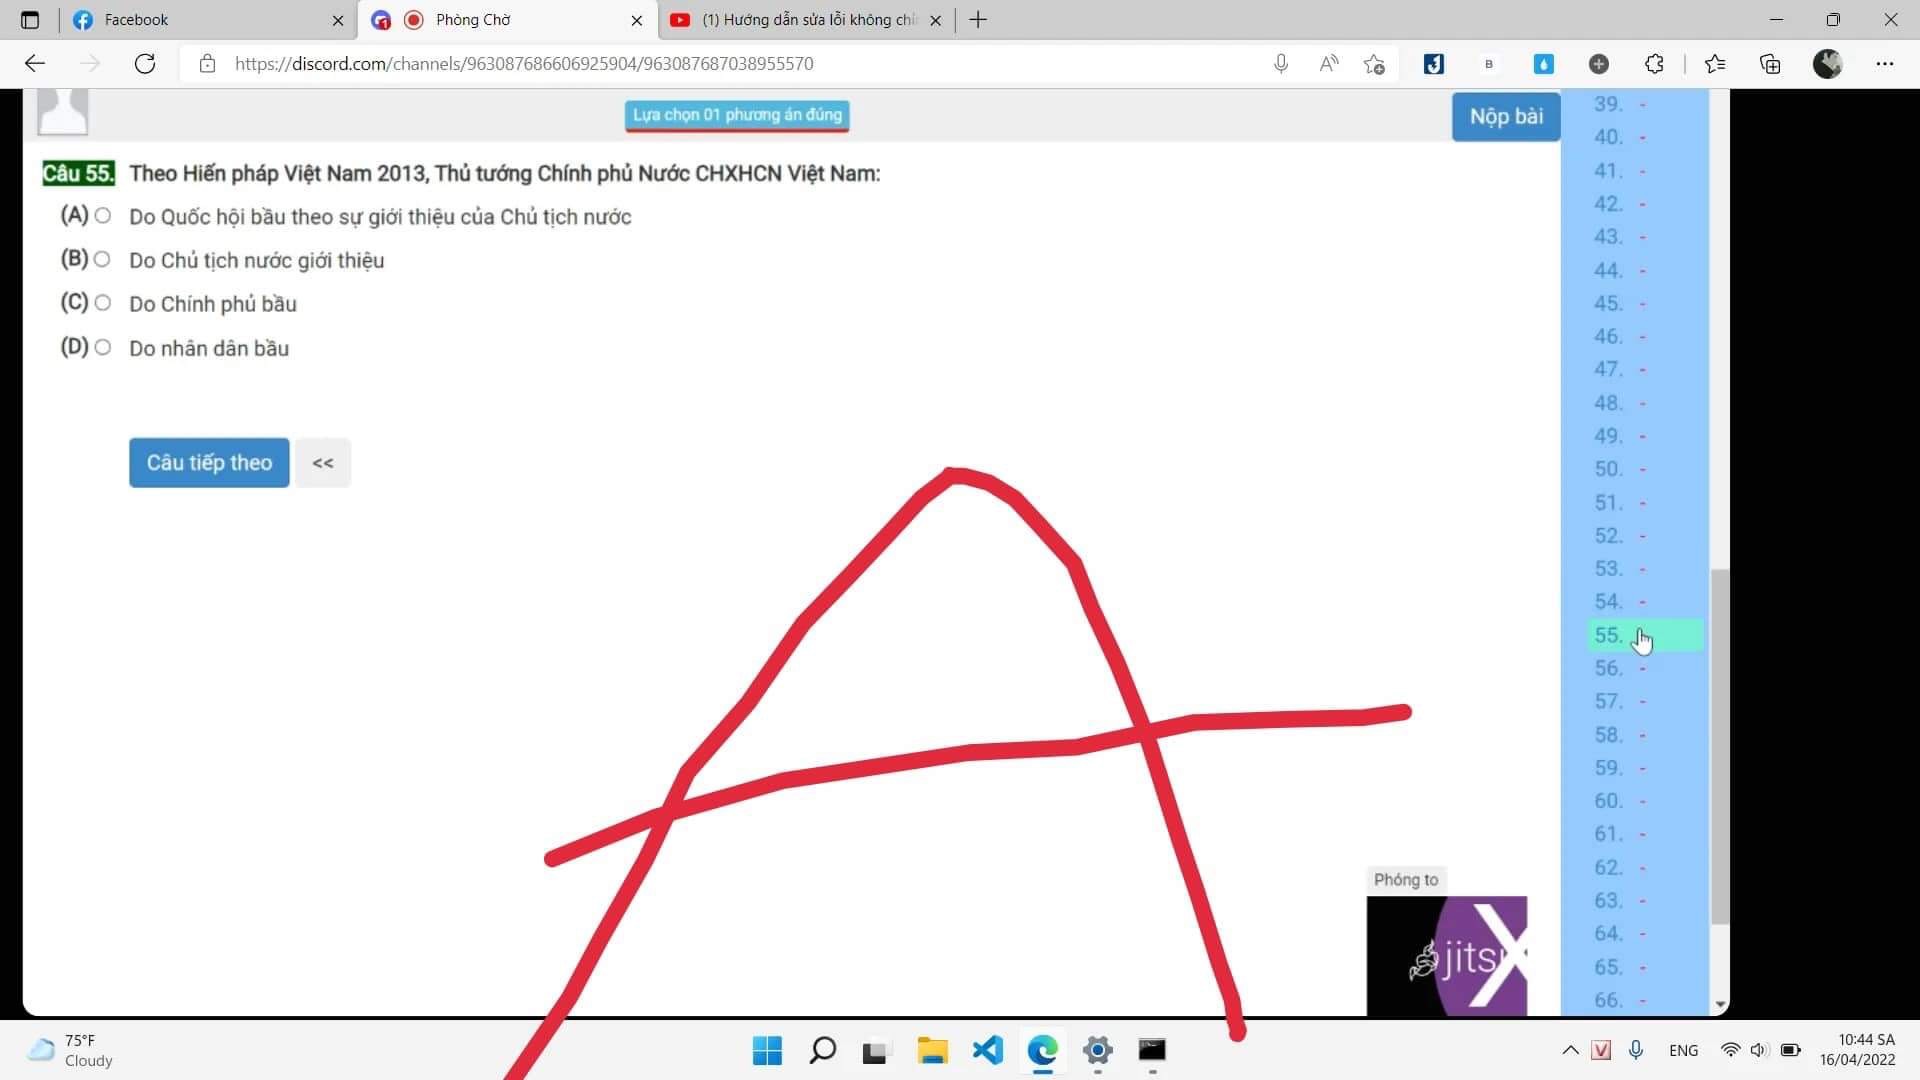 Facebook
Phòng Chờ
(1) Hướng dẫn sửa lỗi không chỉ
https://discord.com/channels/963087686606925904/963087687038955570
Lựa chọn 01 phương án đúng
Nộp bài
Câu 55. Theo Hiến pháp Việt Nam 2013, Thủ tướng Chính phủ Nước CHXHCN Việt Nam:
(A) Do Quốc hội bầu theo sự giới thiệu của Chủ tịch nước
(B) Do Chủ tịch nước giới thiệu
(C) Do Chính phủ bầu
(D) Do nhân dân bầu
Câu tiếp theo <<
A
39. -
40. -
41. -
42. -
43. -
44. -
45. -
46. -
47. -
48. -
49. -
50. -
51. -
52. -
53. -
54. -
55.
56. -
57. -
58. -
59. -
60. -
61. -
62. -
63. -
64. -
65. -
66. -
Phóng to
jits
75°F
Cloudy
ENG
10:44 SA
16/04/2022